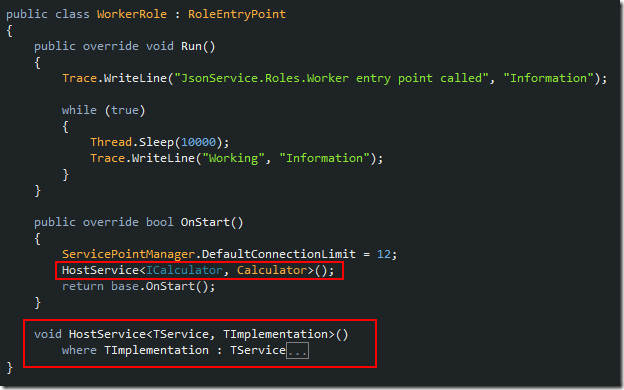 public class WorkerRole : RoleEntryPoint
{
    public override void Run()
    {
        Trace.WriteLine("JsonService.Roles.Worker entry point called", "Information");

        while (true)
        {
            Thread.Sleep(10000);
            Trace.WriteLine("Working", "Information");
        }
    }

    public override bool OnStart()
    {
        ServicePointManager.DefaultConnectionLimit = 12;
        HostService<ICalculator, Calculator>();
        return base.OnStart();
    }

    void HostService<TService, TImplementation>()
        where TImplementation : TService...
}